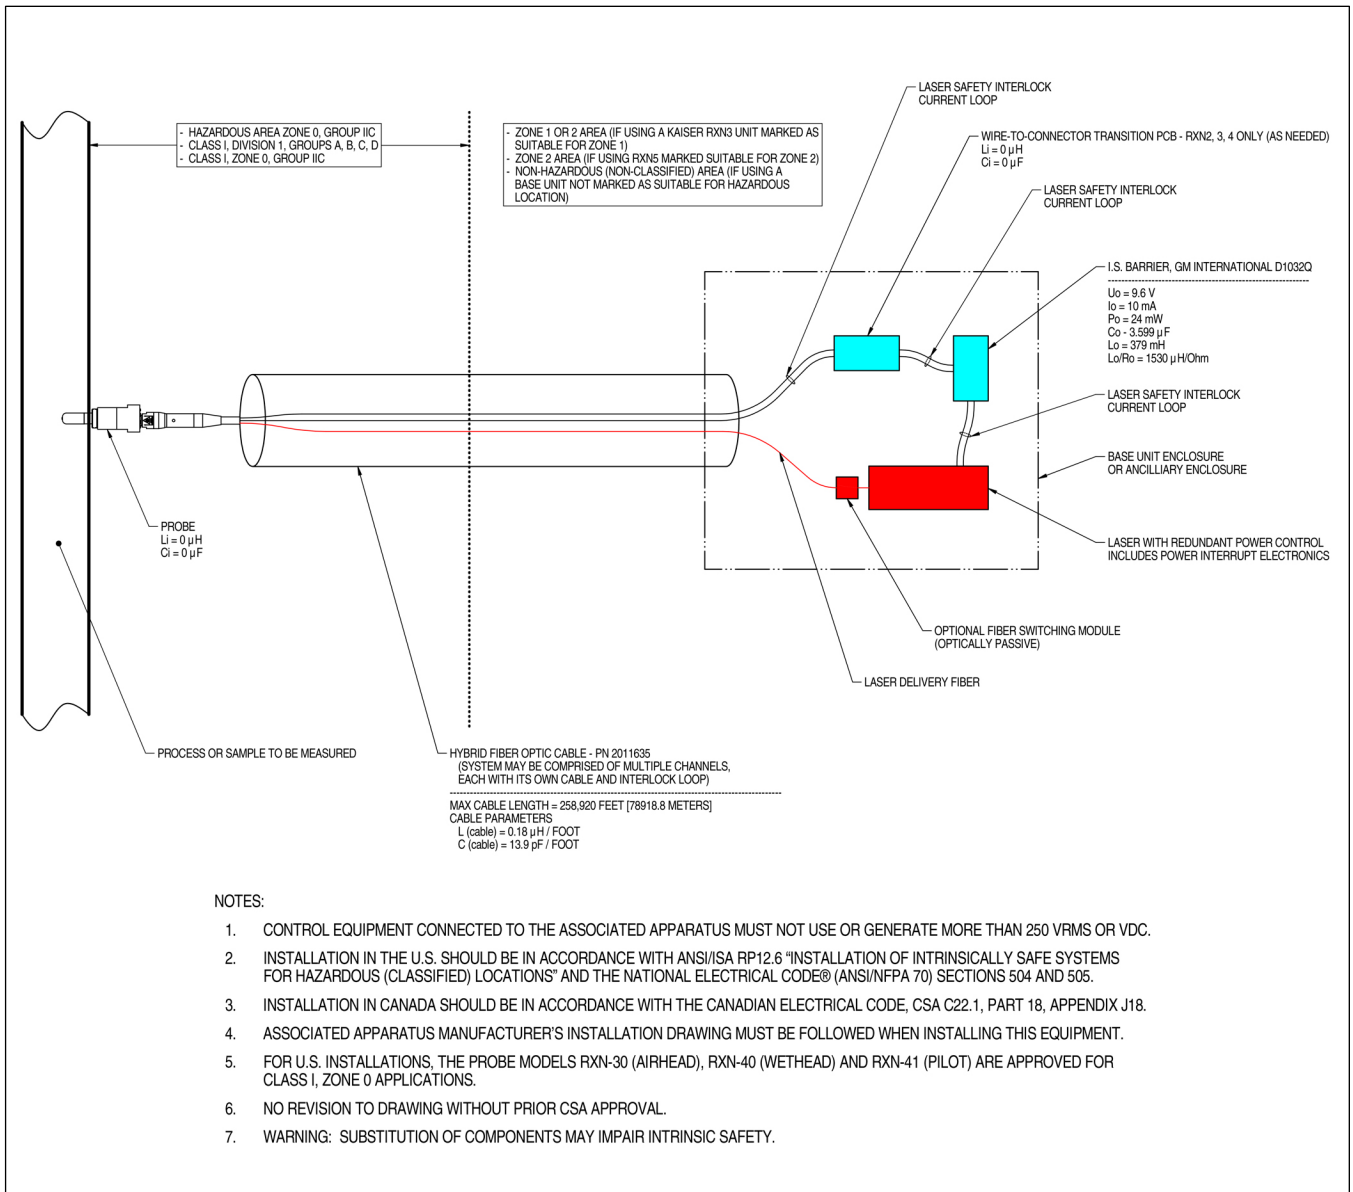 - HAZARDOUS AREA ZONE 0, GROUP IIC
- CLASS I, DIVISION 1, GROUPS A, B, C, D
- CLASS I, ZONE 0, GROUP IIC
- ZONE 1 OR 2 AREA (IF USING A KAISER RXN3 UNIT MARKED AS
SUITABLE FOR ZONE 1)
- ZONE 2 AREA (IF USING RXN5 MARKED SUITABLE FOR ZONE 2)
- NON-HAZARDOUS (NON-CLASSIFIED) AREA (IF USING A
BASE UNIT NOT MARKED AS SUITABLE FOR HAZARDOUS
LOCATION)
LASER SAFETY INTERLOCK
CURRENT LOOP
WIRE-TO-CONNECTOR TRANSITION PCB - RXN2, 3, 4 ONLY (AS NEEDED)
Li = 0 µH
Ci = 0 µF
LASER SAFETY INTERLOCK
CURRENT LOOP
I.S. BARRIER, GM INTERNATIONAL D1032Q
Uo = 9.6 V
Io = 10 mA
Po = 24 mW
Co - 3.599 µF
Lo = 379 mH
Lo/Ro = 1530 µH/Ohm
LASER SAFETY INTERLOCK
CURRENT LOOP
BASE UNIT ENCLOSURE
OR ANCILLIARY ENCLOSURE
LASER WITH REDUNDANT POWER CONTROL
INCLUDES POWER INTERRUPT ELECTRONICS
PROBE
Li = 0 µH
Ci = 0 µF
OPTIONAL FIBER SWITCHING MODULE
(OPTICALLY PASSIVE)
LASER DELIVERY FIBER
PROCESS OR SAMPLE TO BE MEASURED
HYBRID FIBER OPTIC CABLE - PN 2011635
(SYSTEM MAY BE COMPRISED OF MULTIPLE CHANNELS,
EACH WITH ITS OWN CABLE AND INTERLOCK LOOP)
MAX CABLE LENGTH = 258,920 FEET [78918.8 METERS]
CABLE PARAMETERS
L (cable) = 0.18 µH / FOOT
C (cable) = 13.9 pF / FOOT
NOTES:
1. CONTROL EQUIPMENT CONNECTED TO THE ASSOCIATED APPARATUS MUST NOT USE OR GENERATE MORE THAN 250 VRMS OR VDC.
2. INSTALLATION IN THE U.S. SHOULD BE IN ACCORDANCE WITH ANSI/ISA RP12.6 “INSTALLATION OF INTRINSICALLY SAFE SYSTEMS
FOR HAZARDOUS (CLASSIFIED) LOCATIONS” AND THE NATIONAL ELECTRICAL CODE® (ANSI/NFPA 70) SECTIONS 504 AND 505.
3. INSTALLATION IN CANADA SHOULD BE IN ACCORDANCE WITH THE CANADIAN ELECTRICAL CODE, CSA C22.1, PART 18, APPENDIX J18.
4. ASSOCIATED APPARATUS MANUFACTURER'S INSTALLATION DRAWING MUST BE FOLLOWED WHEN INSTALLING THIS EQUIPMENT.
5. FOR U.S. INSTALLATIONS, THE PROBE MODELS RXN-30 (AIRHEAD), RXN-40 (WETHEAD) AND RXN-41 (PILOT) ARE APPROVED FOR
CLASS I, ZONE 0 APPLICATIONS.
6. NO REVISION TO DRAWING WITHOUT PRIOR CSA APPROVAL.
7. WARNING: SUBSTITUTION OF COMPONENTS MAY IMPAIR INTRINSIC SAFETY.